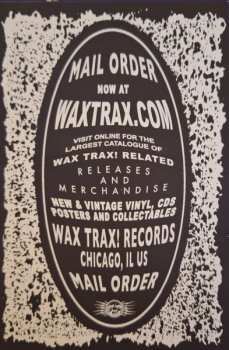 MAIL ORDER
NOW AT
WAXTRAX.COM
VISIT ONLINE FOR THE
LARGEST CATALOGUE OF
WAX TRAX! RELATED
RELEASES
AND
MERCHANDISE
NEW & VINTAGE VINYL, CDS
POSTERS AND COLLECTABLES
WAX TRAX! RECORDS
CHICAGO, IL US
MAIL ORDER